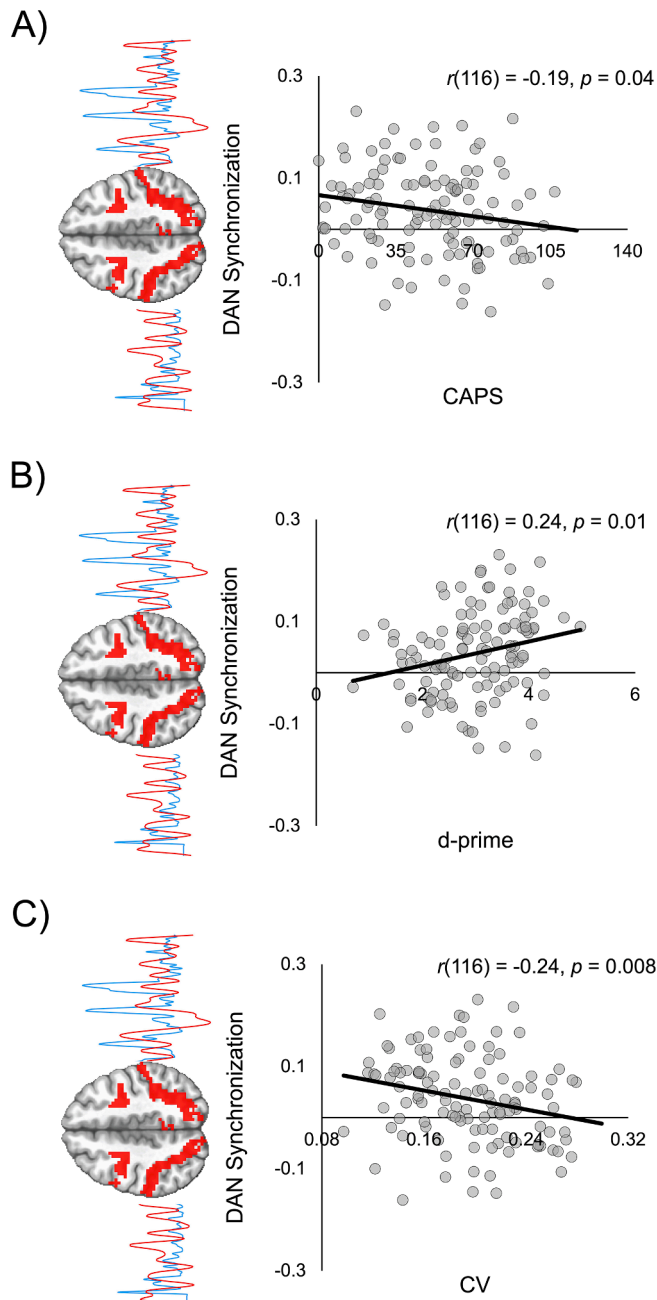 A)
r(116) = -0.19, p = 0.04
0.3
0.1
-0.1
-0.3
0 35 70 105 140
DAN Synchronization
CAPS
B)
r(116) = 0.24, p = 0.01
0.3
0.1
-0.1
-0.3
0 2 4 6
DAN Synchronization
d-prime
C)
r(116) = -0.24, p = 0.008
0.3
0.1
-0.1
-0.3
0.08 0.16 0.24 0.32
DAN Synchronization
CV